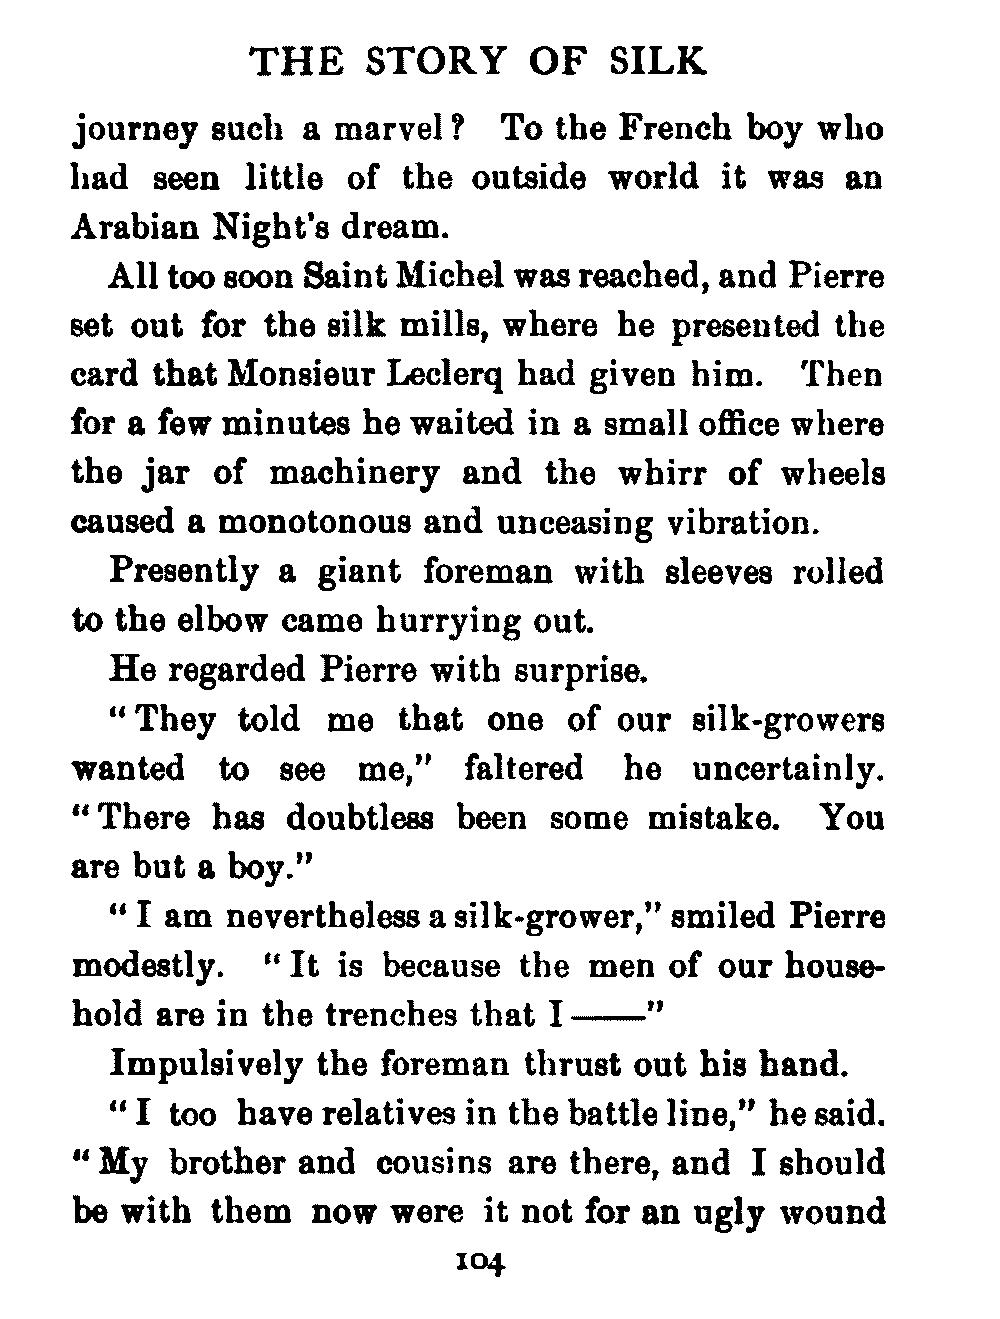 THE STORY OF SILK
journey such a marvel? To the French boy who
had seen little of the outside world it was an
Arabian Night's dream.
All too soon Saint Michel was reached, and Pierre
set out for the silk mills, where he presented the
card that Monsieur Leclerq had given him. Then
for a few minutes he waited in a small office where
the jar of machinery and the whirr of wheels
caused a monotonous and unceasing vibration.
Presently a giant foreman with sleeves rolled
to the elbow came hurrying out.
He regarded Pierre with surprise.
"They told me that one of our silk-growers
wanted to see me," faltered he uncertainly.
"There has doubtless been some mistake. You
are but a boy."
"I am nevertheless a silk-grower," smiled Pierre
modestly. "It is because the men of our house-
hold are in the trenches that I——"
Impulsively the foreman thrust out his hand.
"I too have relatives in the battle line," he said.
"My brother and cousins are there, and I should
be with them now were it not for an ugly wound
104